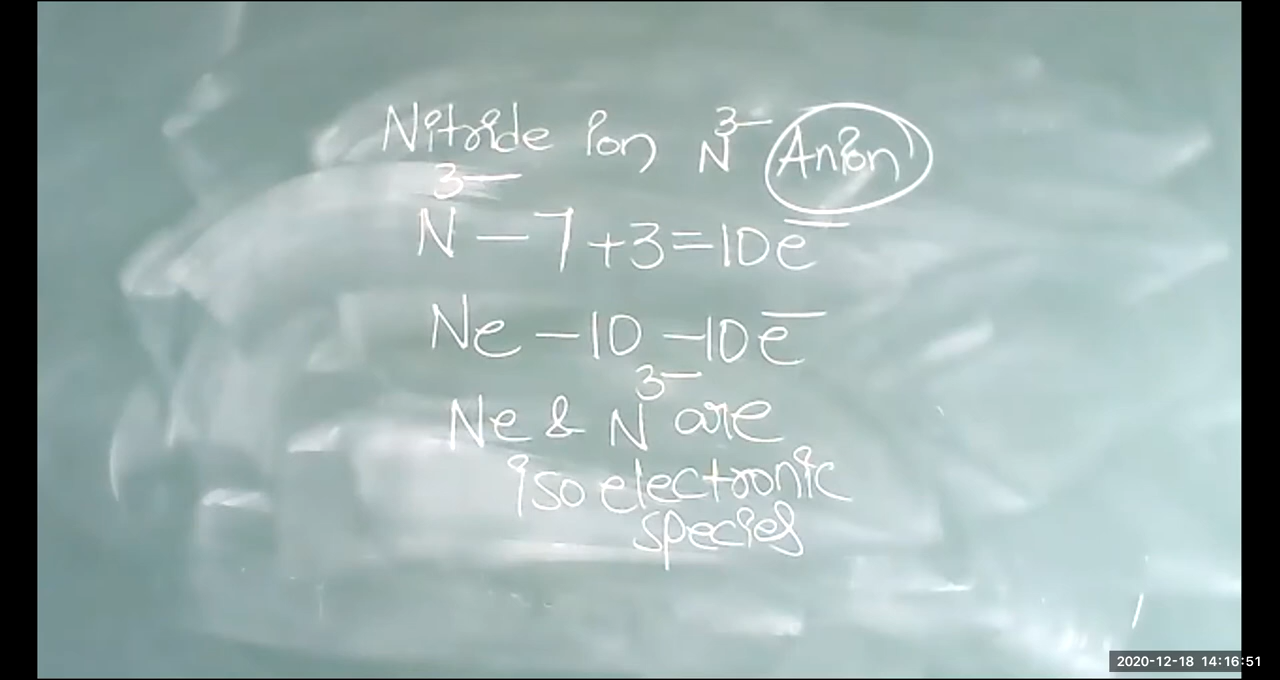 Nitride ion N³⁻ Anion
N³⁻ – 7 + 3 = 10e⁻
Ne – 10 – 10e⁻
Ne & N³⁻ are
iso electronic
species
2020-12-18 14:16:51